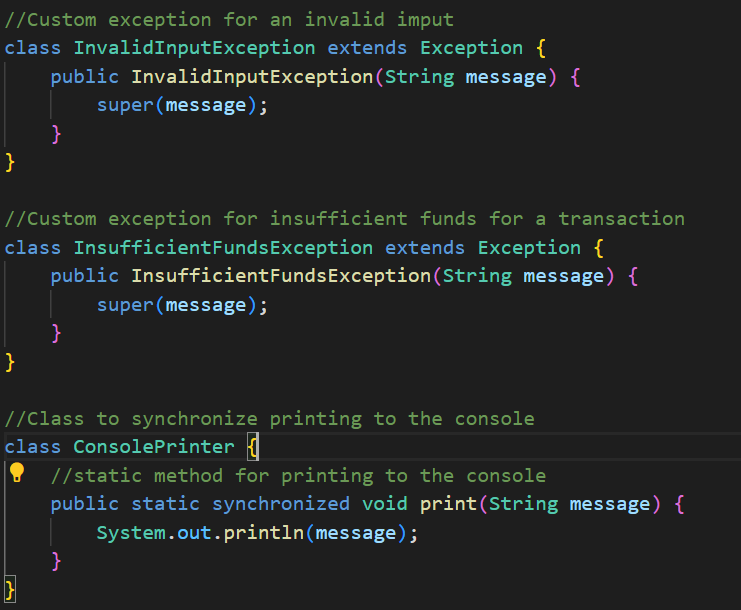 //Custom exception for an invalid imput
class InvalidInputException extends Exception {
    public InvalidInputException(String message) {
        super(message);
    }
}

//Custom exception for insufficient funds for a transaction
class InsufficientFundsException extends Exception {
    public InsufficientFundsException(String message) {
        super(message);
    }
}

//Class to synchronize printing to the console
class ConsolePrinter {
    //static method for printing to the console
    public static synchronized void print(String message) {
        System.out.println(message);
    }
}